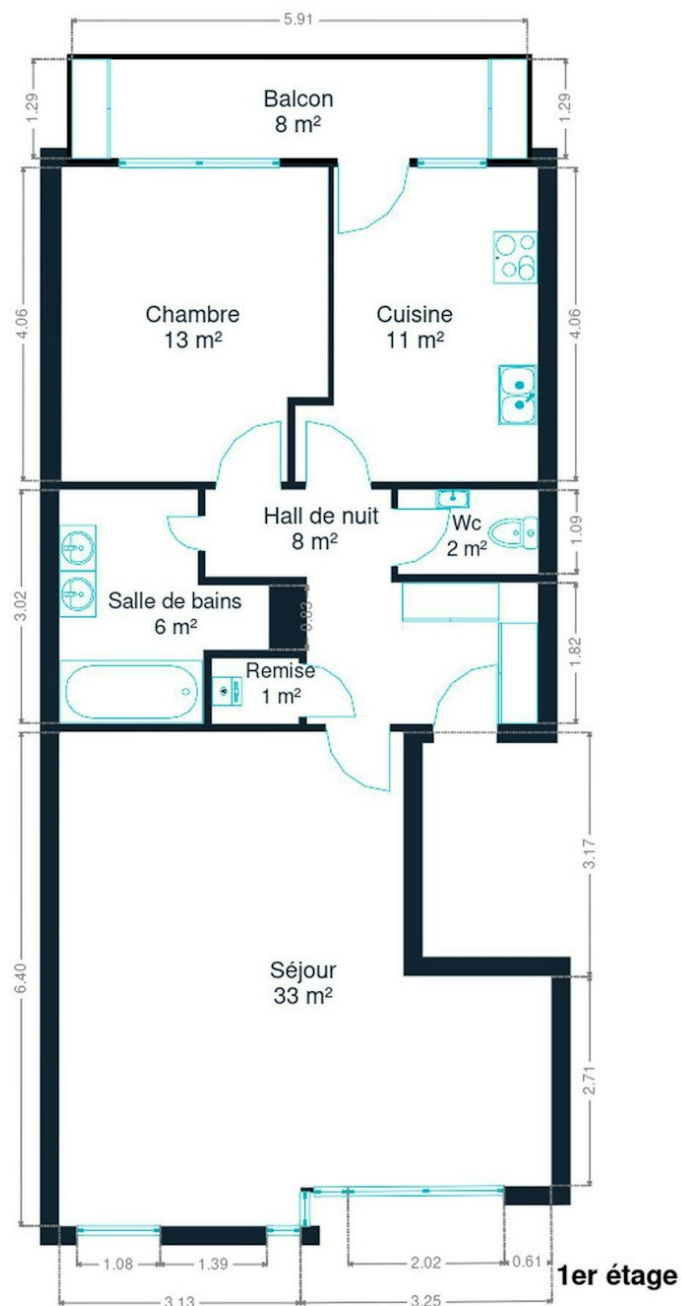 5.91
1.29
Balcon
8 m²
1.29
4.06
Chambre
13 m²
Cuisine
11 m²
4.06
Hall de nuit
8 m²
Wc
2 m²
1.09
3.02
Salle de bains
6 m²
0.83
1.82
Remise
1 m²
3.17
6.40
Séjour
33 m²
2.71
1.08
1.39
2.02
0.61
1er étage
3.13
3.25